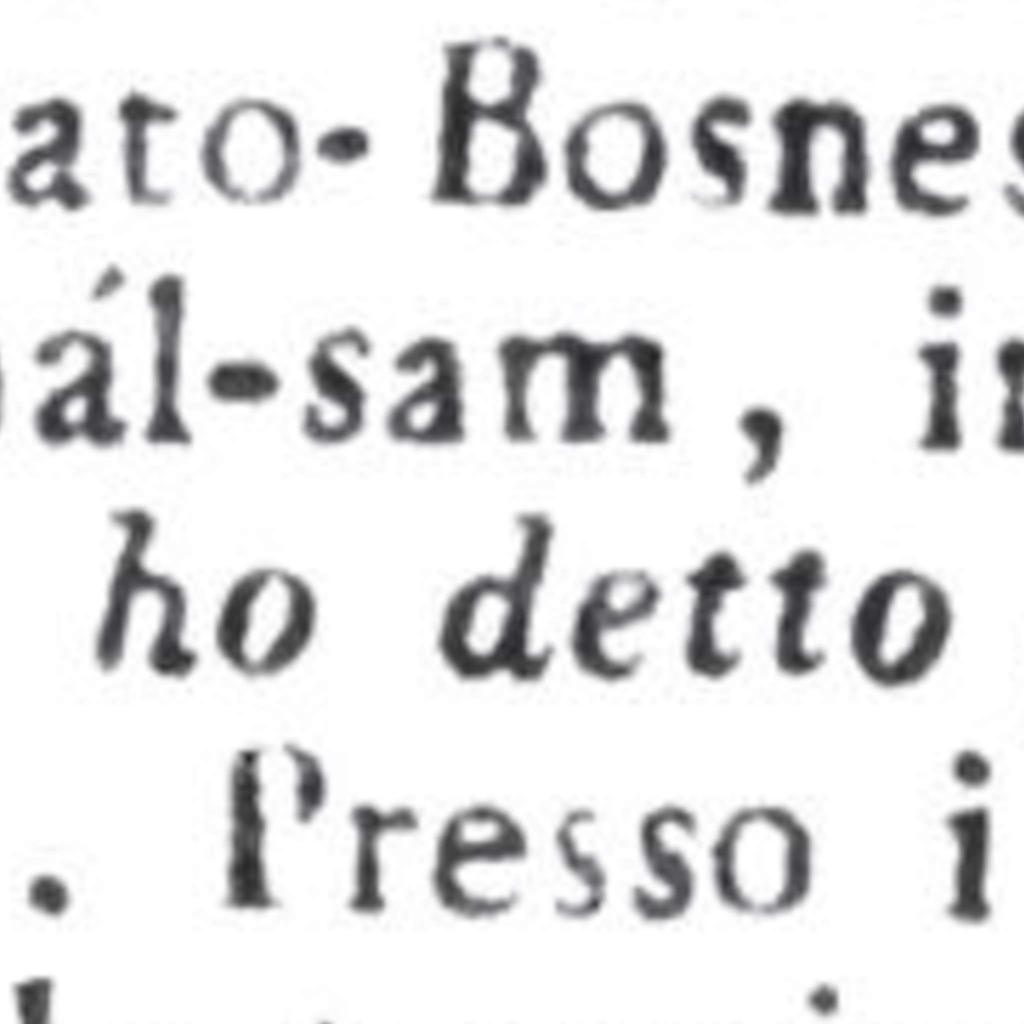 ato- Bosnes
ál-sam, i
ho detto
. Presso i